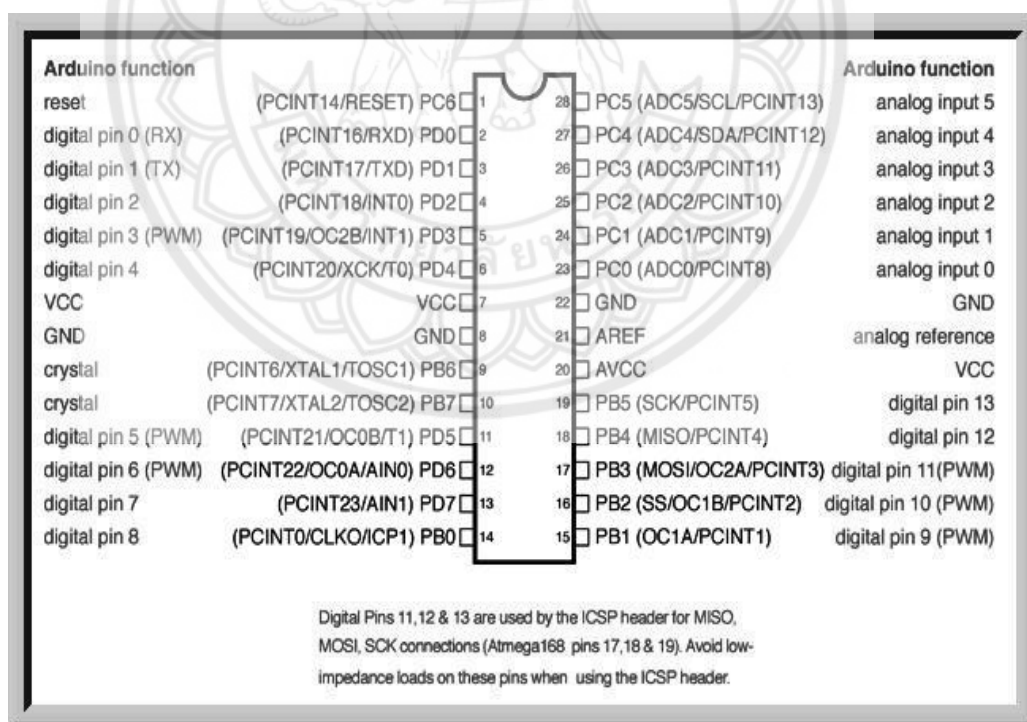 Arduino function Arduino function
reset (PCINT14/RESET) PC6 1 28 PC5 (ADC5/SCL/PCINT13) analog input 5
digital pin 0 (RX) (PCINT16/RXD) PD0 2 27 PC4 (ADC4/SDA/PCINT12) analog input 4
digital pin 1 (TX) (PCINT17/TXD) PD1 3 26 PC3 (ADC3/PCINT11) analog input 3
digital pin 2 (PCINT18/INT0) PD2 4 25 PC2 (ADC2/PCINT10) analog input 2
digital pin 3 (PWM) (PCINT19/OC2B/INT1) PD3 5 24 PC1 (ADC1/PCINT9) analog input 1
digital pin 4 (PCINT20/XCK/T0) PD4 6 23 PC0 (ADC0/PCINT8) analog input 0
VCC VCC 7 22 GND GND
GND GND 8 21 AREF analog reference
crystal (PCINT6/XTAL1/TOSC1) PB6 9 20 AVCC VCC
crystal (PCINT7/XTAL2/TOSC2) PB7 10 19 PB5 (SCK/PCINT5) digital pin 13
digital pin 5 (PWM) (PCINT21/OC0B/T1) PD5 11 18 PB4 (MISO/PCINT4) digital pin 12
digital pin 6 (PWM) (PCINT22/OC0A/AIN0) PD6 12 17 PB3 (MOSI/OC2A/PCINT3) digital pin 11(PWM)
digital pin 7 (PCINT23/AIN1) PD7 13 16 PB2 (SS/OC1B/PCINT2) digital pin 10 (PWM)
digital pin 8 (PCINT0/CLKO/ICP1) PB0 14 15 PB1 (OC1A/PCINT1) digital pin 9 (PWM)
Digital Pins 11,12 & 13 are used by the ICSP header for MISO,
MOSI, SCK connections (Atmega168 pins 17,18 & 19). Avoid low-
impedance loads on these pins when using the ICSP header.